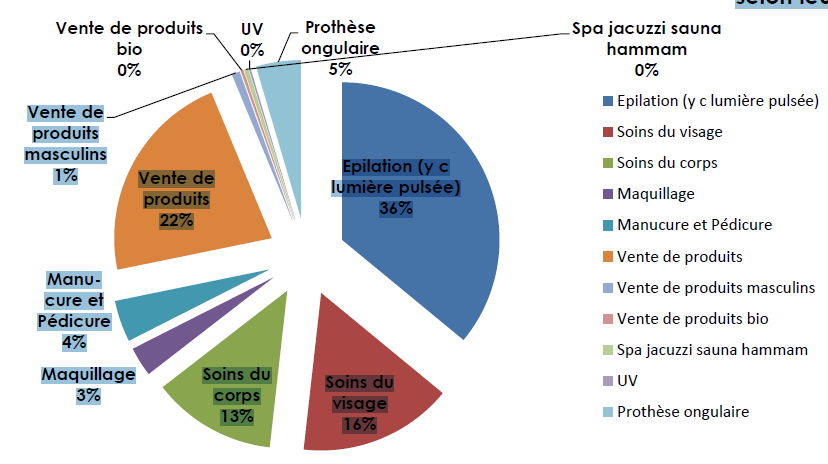 Vente de produits
bio
0%
UV
0%
Prothèse
ongulaire
5%
Spa jacuzzi sauna
hammam
0%
Vente de
produits
masculins
1%
Vente de
produits
22%
Epilation (y c
lumière pulsée)
36%
Manu-
cure et
Pédicure
4%
Maquillage
3%
Soins du
corps
13%
Soins du
visage
16%
Epilation (y c lumière pulsée)
Soins du visage
Soins du corps
Maquillage
Manucure et Pédicure
Vente de produits
Vente de produits masculins
Vente de produits bio
Spa jacuzzi sauna hammam
UV
Prothèse ongulaire